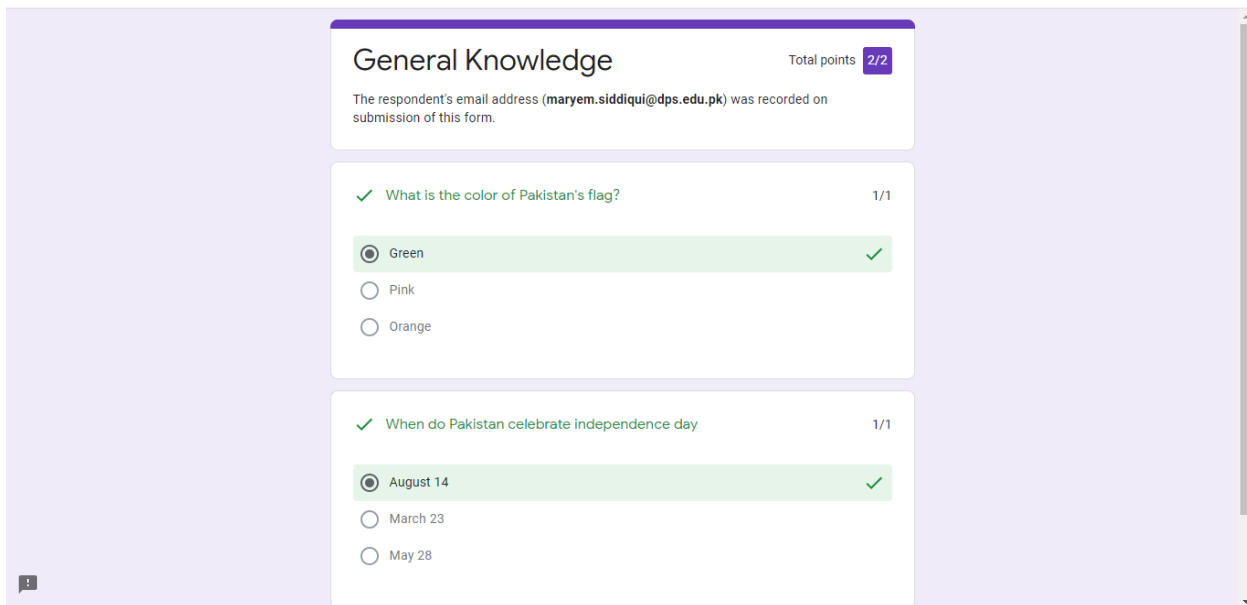 General Knowledge
Total points 2/2
The respondent's email address (maryem.siddiqui@dps.edu.pk) was recorded on
submission of this form.
What is the color of Pakistan's flag? 1/1
Green
Pink
Orange
When do Pakistan celebrate independence day 1/1
August 14
March 23
May 28